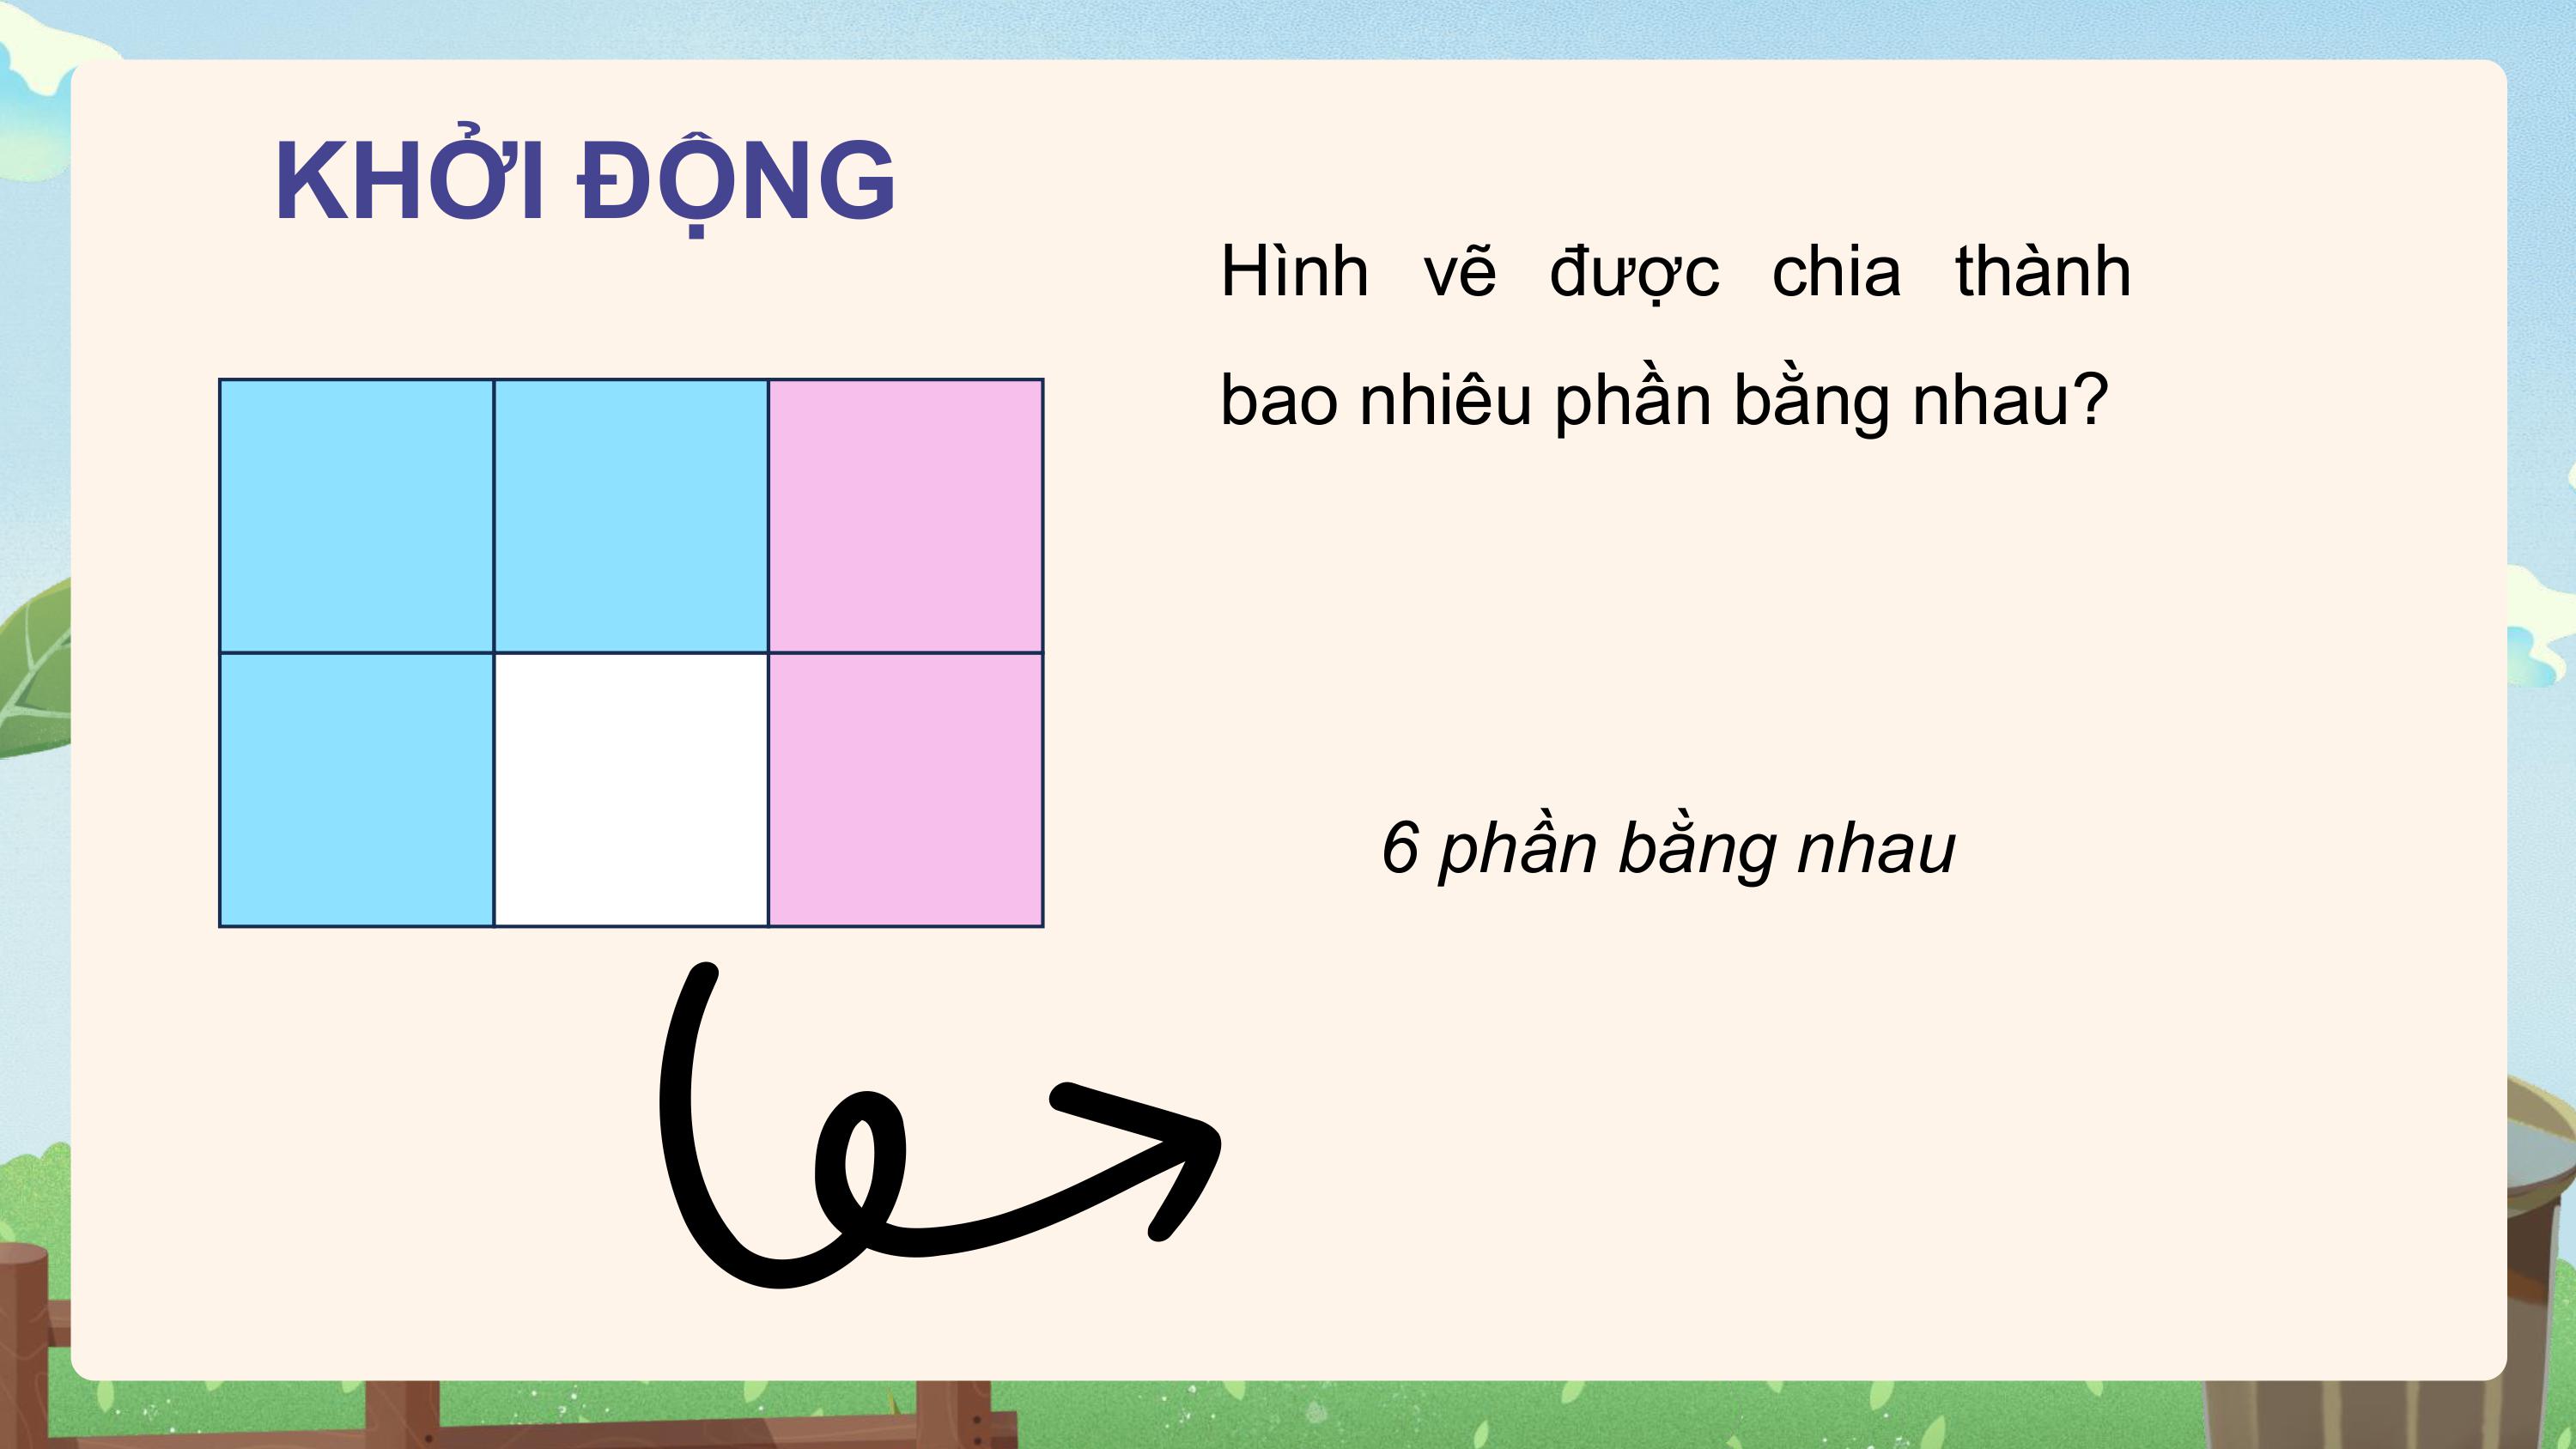 KHỞI ĐỘNG
Hình vẽ được chia thành
bao nhiêu phần bằng nhau?
6 phần bằng nhau